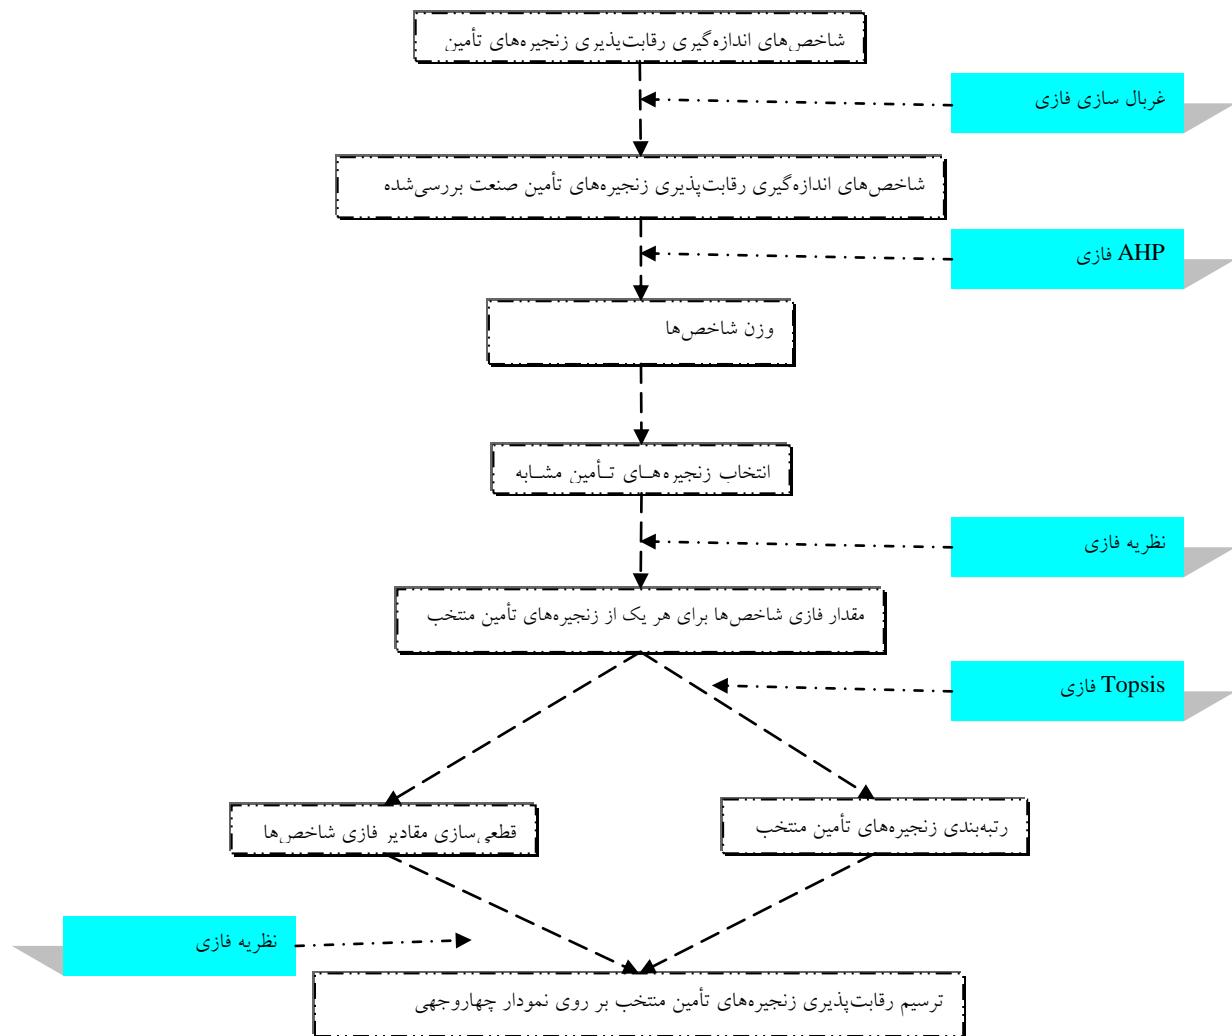 شاخص‌های اندازه‌گیری رقابت‌پذیری زنجیره‌های تأمین
غربال سازی فازی
شاخص‌های اندازه‌گیری رقابت‌پذیری زنجیره‌های تأمین صنعت بررسی‌شده
AHP فازی
وزن شاخص‌ها
انتخاب زنجیره‌هـای تـأمین مشـابه
نظریه فازی
مقدار فازی شاخص‌ها برای هر یک از زنجیره‌های تأمین منتخب
Topsis فازی
رتبه‌بندی زنجیره‌های تأمین منتخب
قطعی‌سازی مقادیر فازی شاخص‌ها
نظریه فازی
ترسیم رقابت‌پذیری زنجیره‌های تأمین منتخب بر روی نمودار چهاروجهی